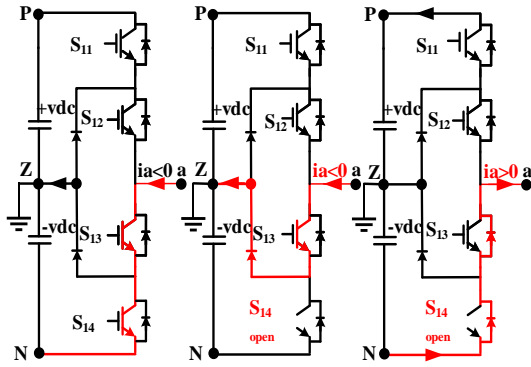 P
S11
+vdc
S12
Z
ia<0 a
-vdc
S13
S14
N
P
S11
+vdc
S12
Z
ia<0 a
-vdc
S13
S14
open
N
P
S11
+vdc
S12
Z
ia>0 a
-vdc
S13
S14
open
N